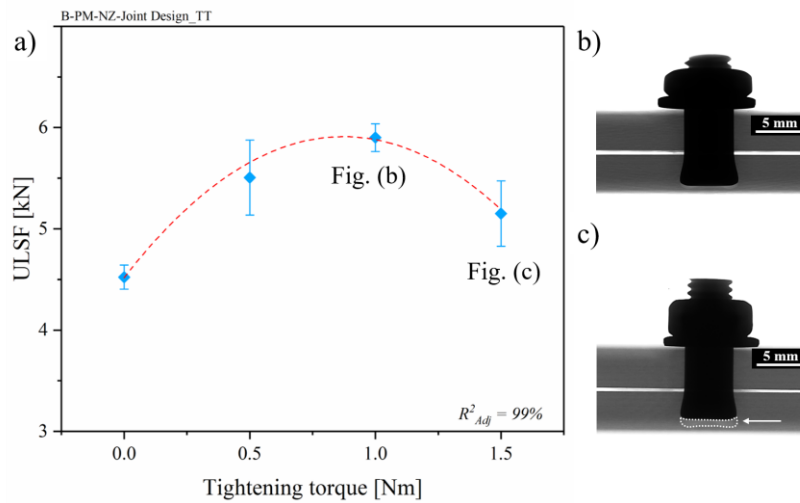 B-PM-NZ-Joint Design_TT
a)
7
6
5
4
3
ULSF [kN]
Fig. (b)
Fig. (c)
R²Adj = 99%
0.0 0.5 1.0 1.5
Tightening torque [Nm]
b)
5 mm
c)
5 mm